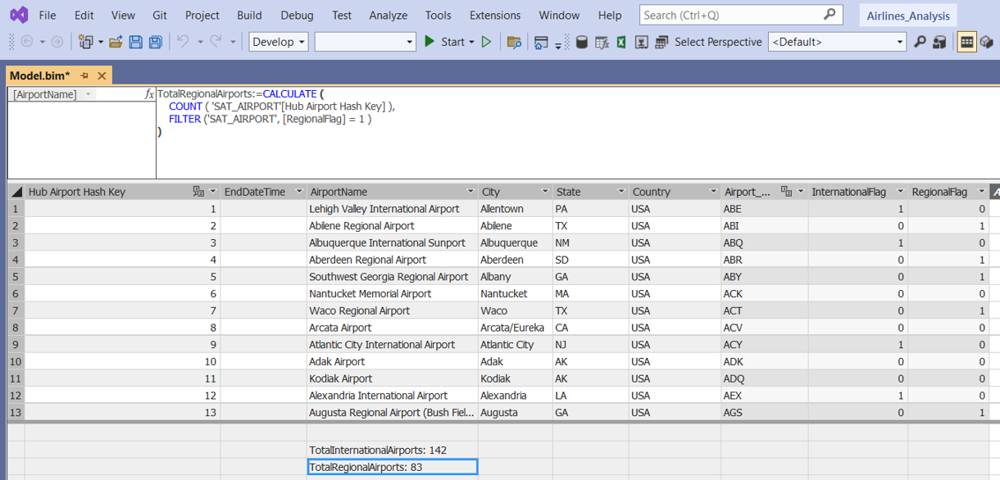 File Edit View Git Project Build Debug Test Analyze Tools Extensions Window Help Search (Ctrl+Q) Airlines_Analysis
Develop Start Select Perspective <Default>
Model.bim*
[AirportName] fx TotalRegionalAirports:=CALCULATE (
COUNT ( 'SAT_AIRPORT'[Hub Airport Hash Key] ),
FILTER ('SAT_AIRPORT', [RegionalFlag] = 1 )
)
Hub Airport Hash Key EndDateTime AirportName City State Country Airport_... InternationalFlag RegionalFlag
1 1 Lehigh Valley International Airport Allentown PA USA ABE 1 0
2 2 Abilene Regional Airport Abilene TX USA ABI 0 1
3 3 Albuquerque International Sunport Albuquerque NM USA ABQ 1 0
4 4 Aberdeen Regional Airport Aberdeen SD USA ABR 0 1
5 5 Southwest Georgia Regional Airport Albany GA USA ABY 0 1
6 6 Nantucket Memorial Airport Nantucket MA USA ACK 0 0
7 7 Waco Regional Airport Waco TX USA ACT 0 1
8 8 Arcata Airport Arcata/Eureka CA USA ACV 0 0
9 9 Atlantic City International Airport Atlantic City NJ USA ACY 1 0
10 10 Adak Airport Adak AK USA ADK 0 0
11 11 Kodiak Airport Kodiak AK USA ADQ 0 0
12 12 Alexandria International Airport Alexandria LA USA AEX 1 0
13 13 Augusta Regional Airport (Bush Fiel... Augusta GA USA AGS 0 1
TotalInternationalAirports: 142
TotalRegionalAirports: 83